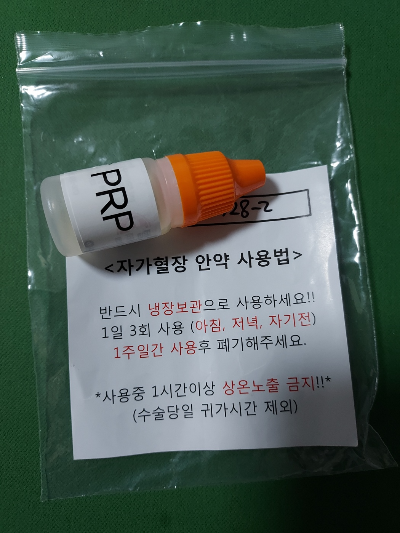 PRP
28-2
<자가혈장 안약 사용법>
반드시 냉장보관으로 사용하세요!!
1일 3회 사용 (아침, 저녁, 자기전)
1주일간 사용후 폐기해주세요.
*사용중 1시간이상 상온노출 금지!!*
(수술당일 귀가시간 제외)